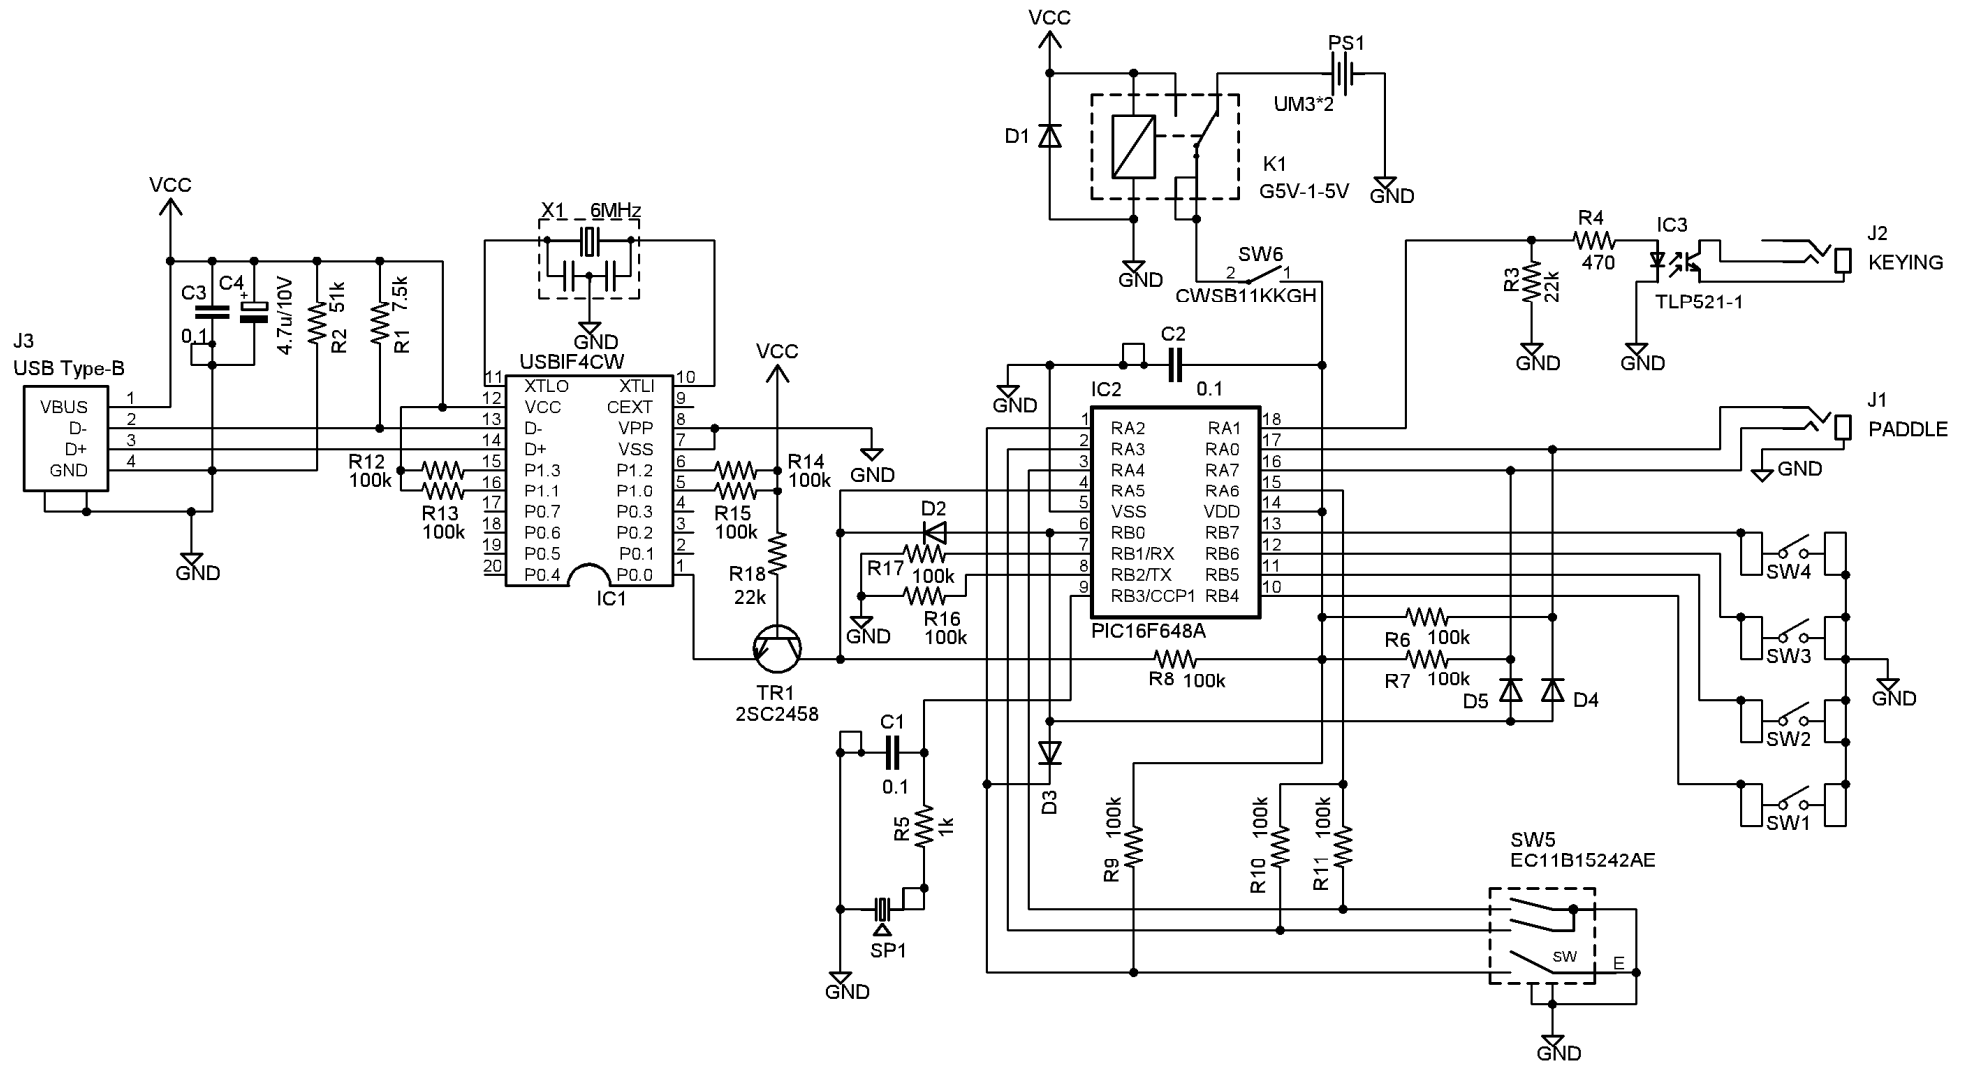 VCC
PS1
UM3*2
D1
K1
G5V-1-5V
GND
GND
VCC
X1 6MHz
GND
C3
0.1
C4
+
4.7u/10V
R2 51k
R1 7.5k
J3
USB Type-B
VBUS 1
D- 2
D+ 3
GND 4
GND
USBIF4CW
11 XTLO XTLI 10
12 VCC CEXT 9
13 D- VPP 8
14 D+ VSS 7
15 P1.3 P1.2 6
16 P1.1 P1.0 5
17 P0.7 P0.3 4
18 P0.6 P0.2 3
19 P0.5 P0.1 2
20 P0.4 P0.0 1
IC1
R12
100k
R13
100k
VCC
GND
R14
100k
R15
100k
R18
22k
TR1
2SC2458
SW6
2 1
CWSB11KKGH
C2
0.1
GND
IC2
1 RA2 RA1 18
2 RA3 RA0 17
3 RA4 RA7 16
4 RA5 RA6 15
5 VSS VDD 14
6 RB0 RB7 13
7 RB1/RX RB6 12
8 RB2/TX RB5 11
9 RB3/CCP1 RB4 10
PIC16F648A
D2
R17
100k
R16
100k
GND
R8 100k
R6 100k
R7 100k
D5
D4
D3
C1
0.1
R5 1k
SP1
GND
R9 100k
R10 100k
R11 100k
R4
470
R3 22k
GND
IC3
TLP521-1
GND
J2
KEYING
J1
PADDLE
GND
SW4
SW3
SW2
SW1
GND
SW5
EC11B15242AE
SW
E
GND